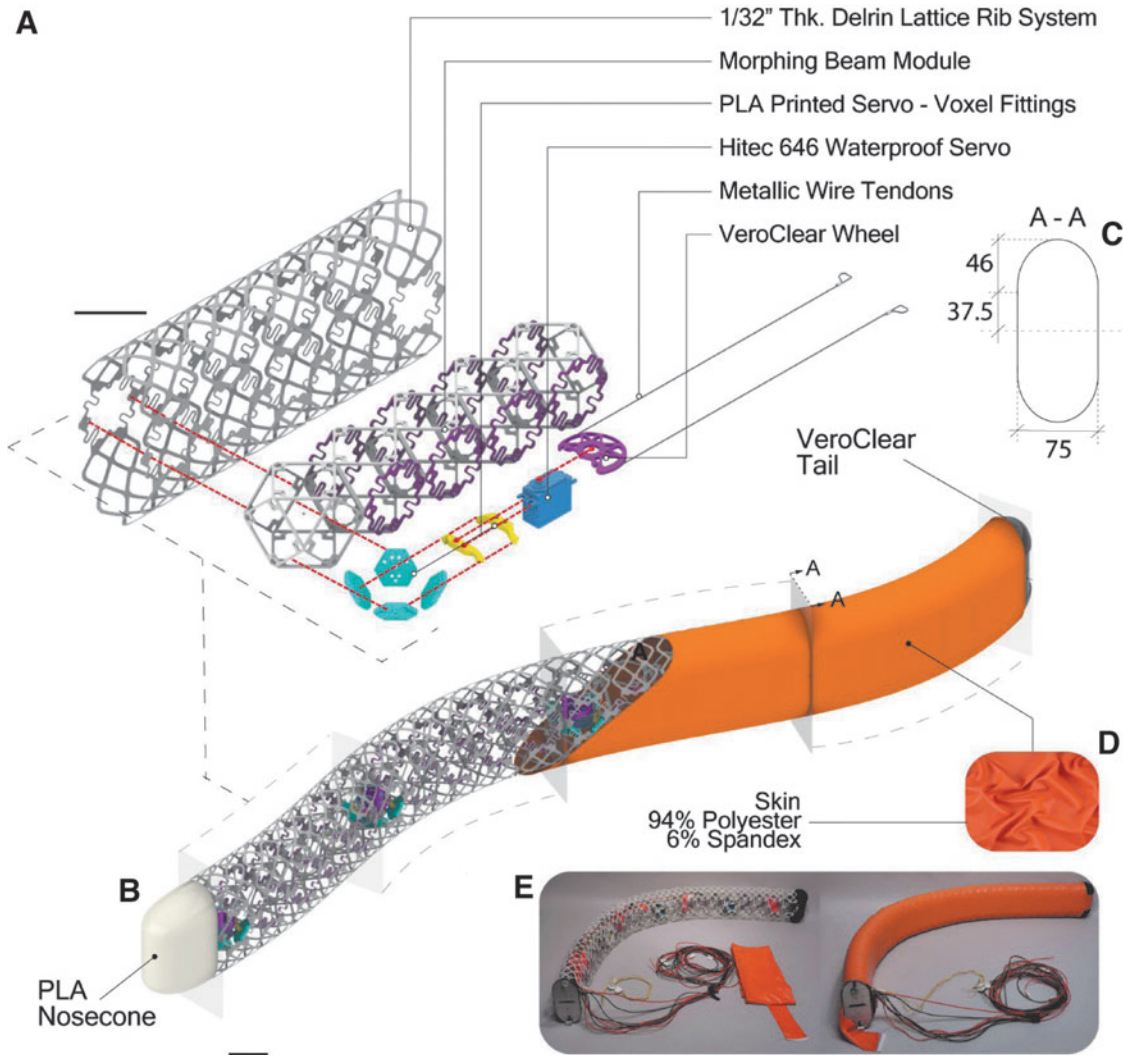 A
1/32” Thk. Delrin Lattice Rib System
Morphing Beam Module
PLA Printed Servo - Voxel Fittings
Hitec 646 Waterproof Servo
Metallic Wire Tendons
VeroClear Wheel
A - A
C
46
37.5
75
VeroClear
Tail
A
A
A
D
Skin
94% Polyester
6% Spandex
B
E
PLA
Nosecone